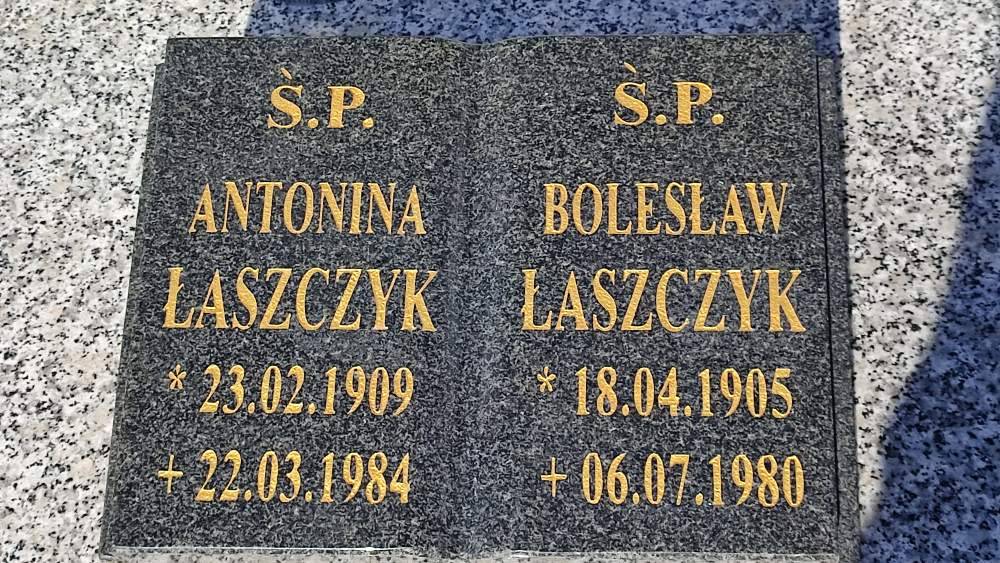 Ṡ̀.P.
ANTONINA
ŁASZCZYK
* 23.02.1909
+ 22.03.1984
Ṡ̀.P.
BOLESŁAW
ŁASZCZYK
* 18.04.1905
+ 06.07.1980